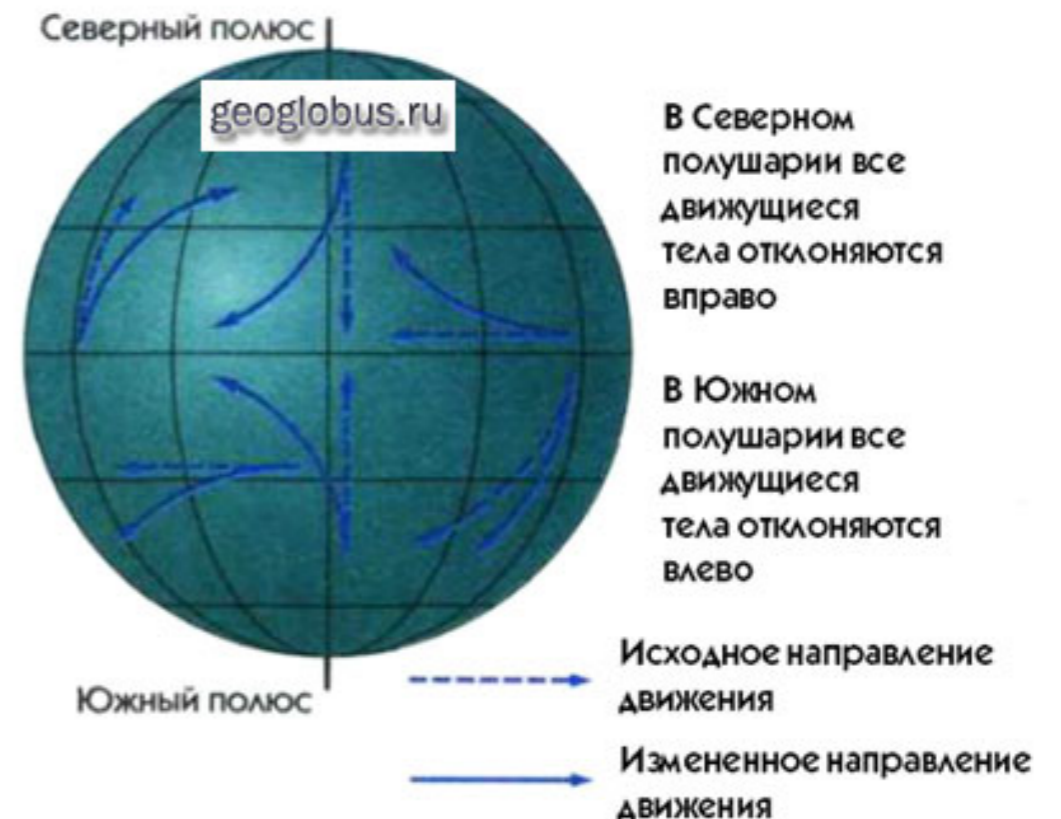 Северный полюс
geoglobus.ru
В Северном
полушарии все
движущиеся
тела отклоняются
вправо
В Южном
полушарии все
движущиеся
тела отклоняются
влево
Южный полюс
Исходное направление
движения
Измененное направление
движения